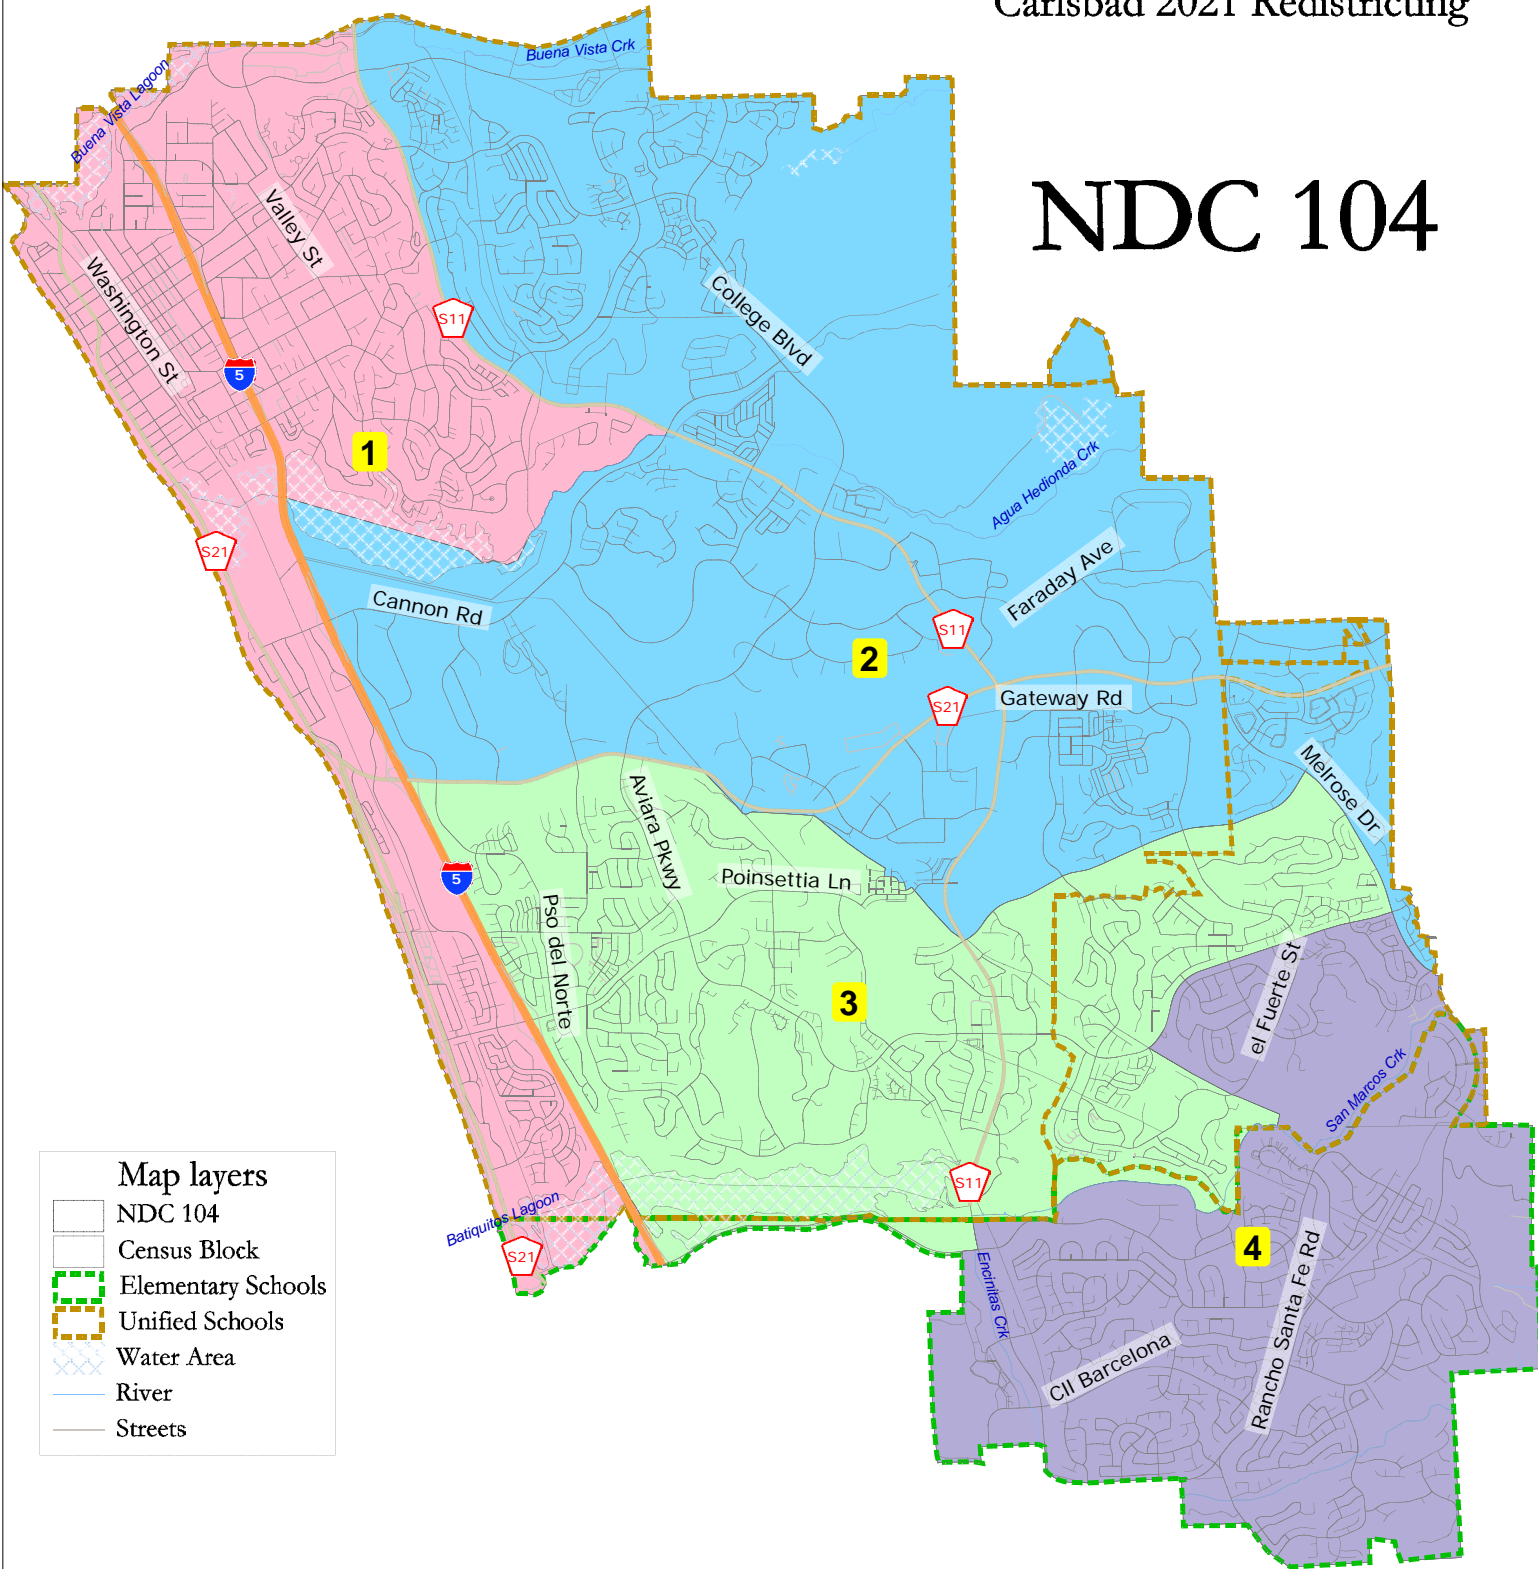 Carlsbad 2021 Redistricting
NDC 104
Buena Vista Crk
Buena Vista Lagoon
Valley St
Washington St
College Blvd
S11
5
1
Agua Hedionda Crk
S21
Faraday Ave
Cannon Rd
S11
2
S21
Gateway Rd
Melrose Dr
Aviara Pkwy
Poinsettia Ln
5
Pso del Norte
el Fuerte St
3
San Marcos Crk
S11
Batiquitos Lagoon
S21
4
Encinitas Crk
Rancho Santa Fe Rd
Cll Barcelona
Map layers
NDC 104
Census Block
Elementary Schools
Unified Schools
Water Area
River
Streets